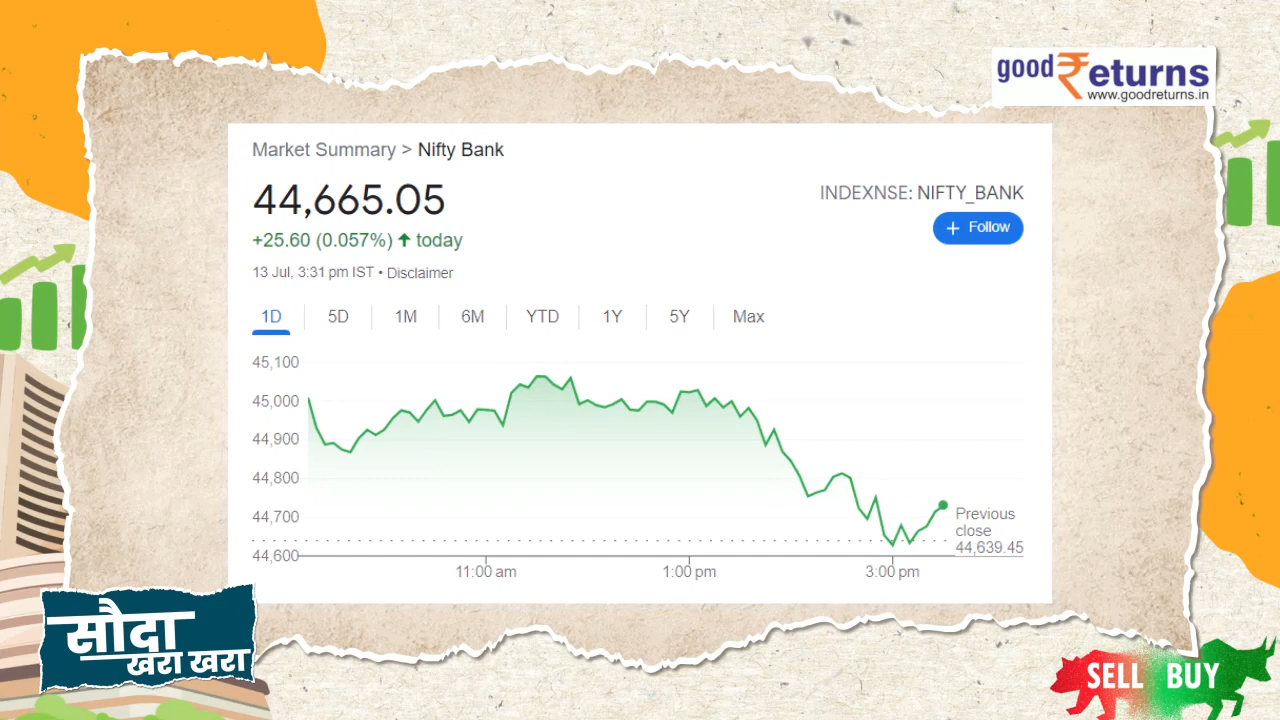 good ₹eturns
www.goodreturns.in
Market Summary > Nifty Bank
44,665.05
+25.60 (0.057%) ↑ today
13 Jul, 3:31 pm IST • Disclaimer
INDEXNSE: NIFTY_BANK
+ Follow
1D 5D 1M 6M YTD 1Y 5Y Max
45,100
45,000
44,900
44,800
44,700
44,600
Previous
close
44,639.45
11:00 am 1:00 pm 3:00 pm
सौदा
खरा खरा
SELL BUY